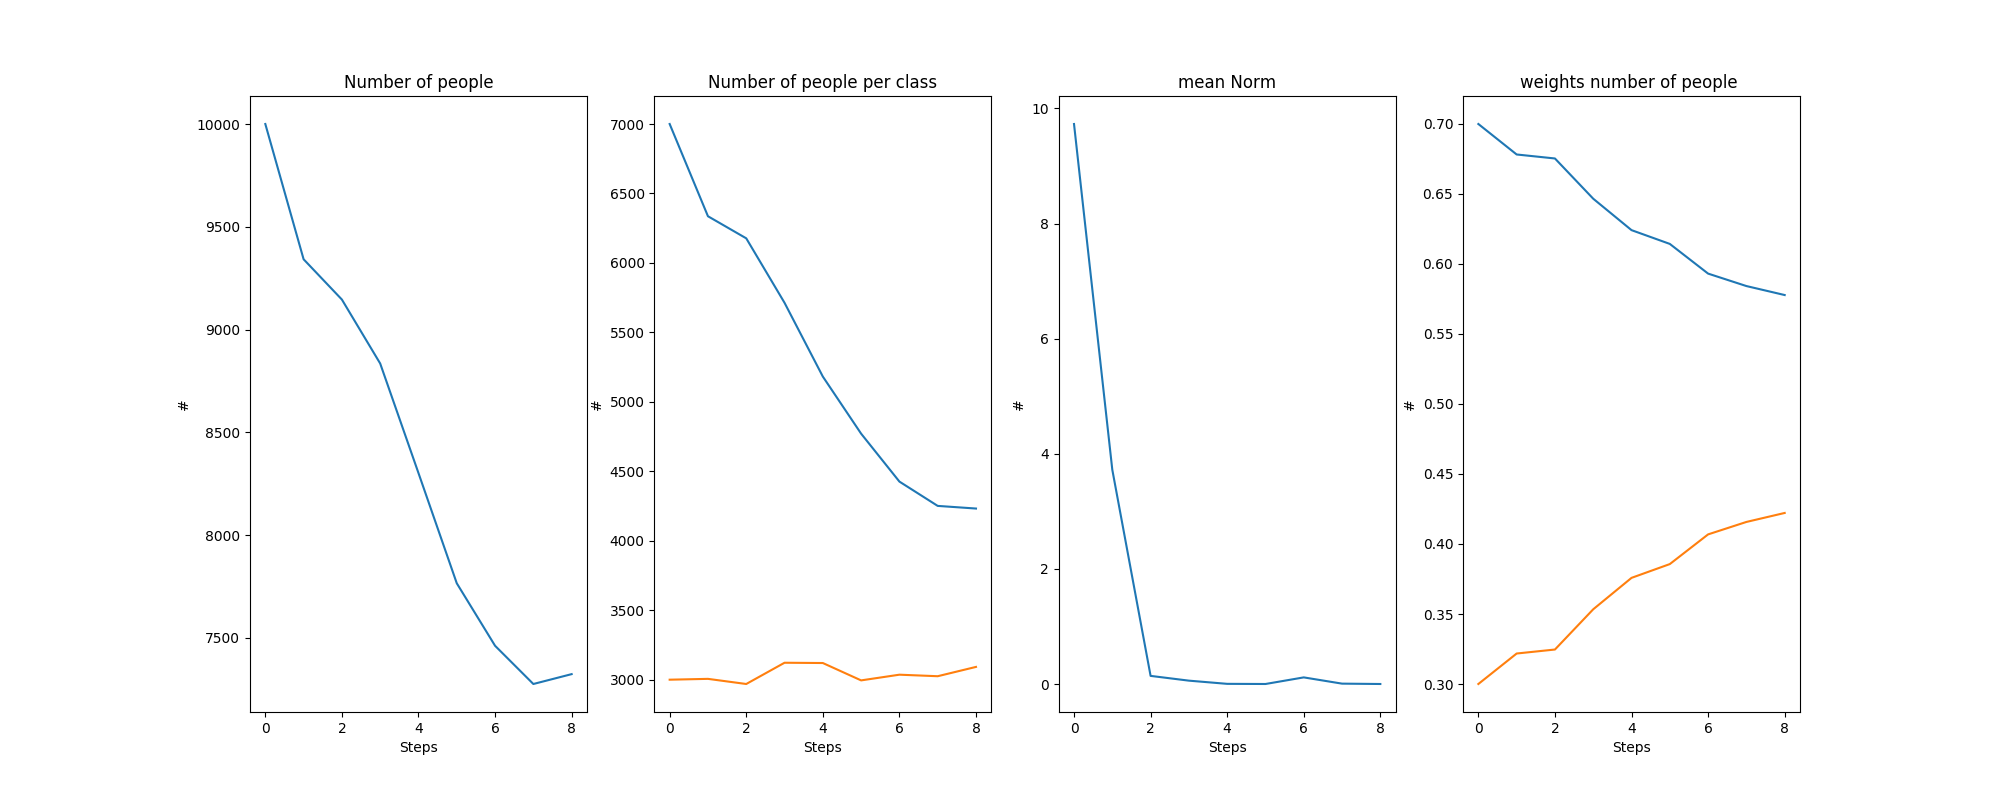 Number of people
10000
9500
9000
8500
8000
7500
#
0 2 4 6 8
Steps
Number of people per class
7000
6500
6000
5500
5000
4500
4000
3500
3000
#
0 2 4 6 8
Steps
mean Norm
10
8
6
4
2
0
#
0 2 4 6 8
Steps
weights number of people
0.70
0.65
0.60
0.55
0.50
0.45
0.40
0.35
0.30
#
0 2 4 6 8
Steps